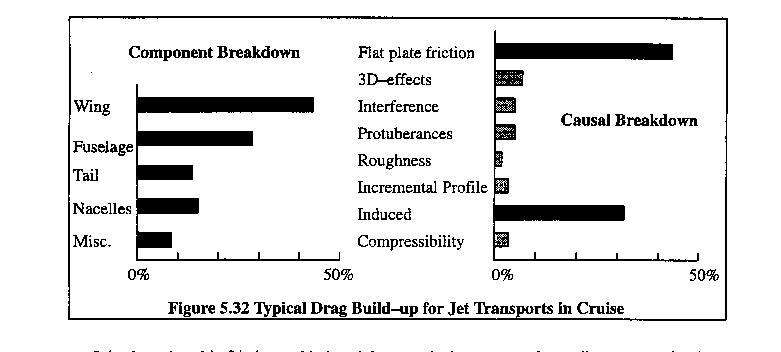 Component Breakdown
Wing
Fuselage
Tail
Nacelles
Misc.
0%
50%
Flat plate friction
3D-effects
Interference
Protuberances
Roughness
Incremental Profile
Induced
Compressibility
Causal Breakdown
0%
50%
Figure 5.32 Typical Drag Build-up for Jet Transports in Cruise